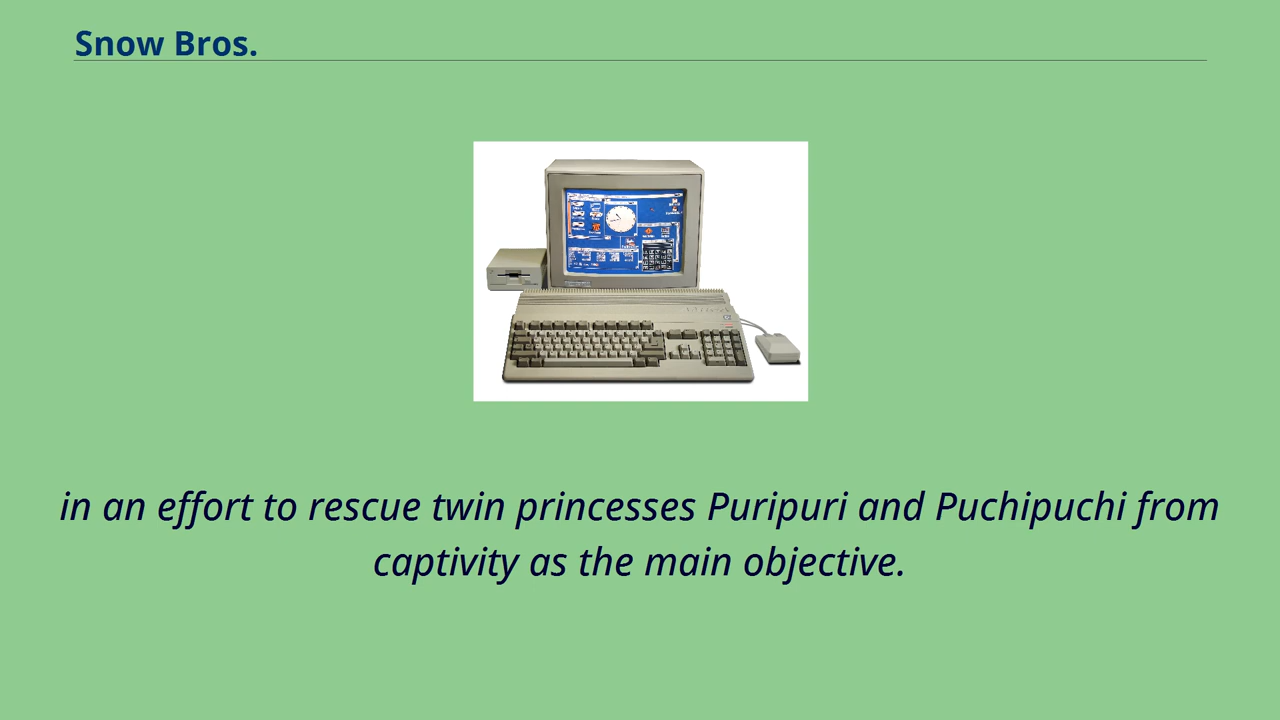 Snow Bros.
in an effort to rescue twin princesses Puripuri and Puchipuchi from
captivity as the main objective.